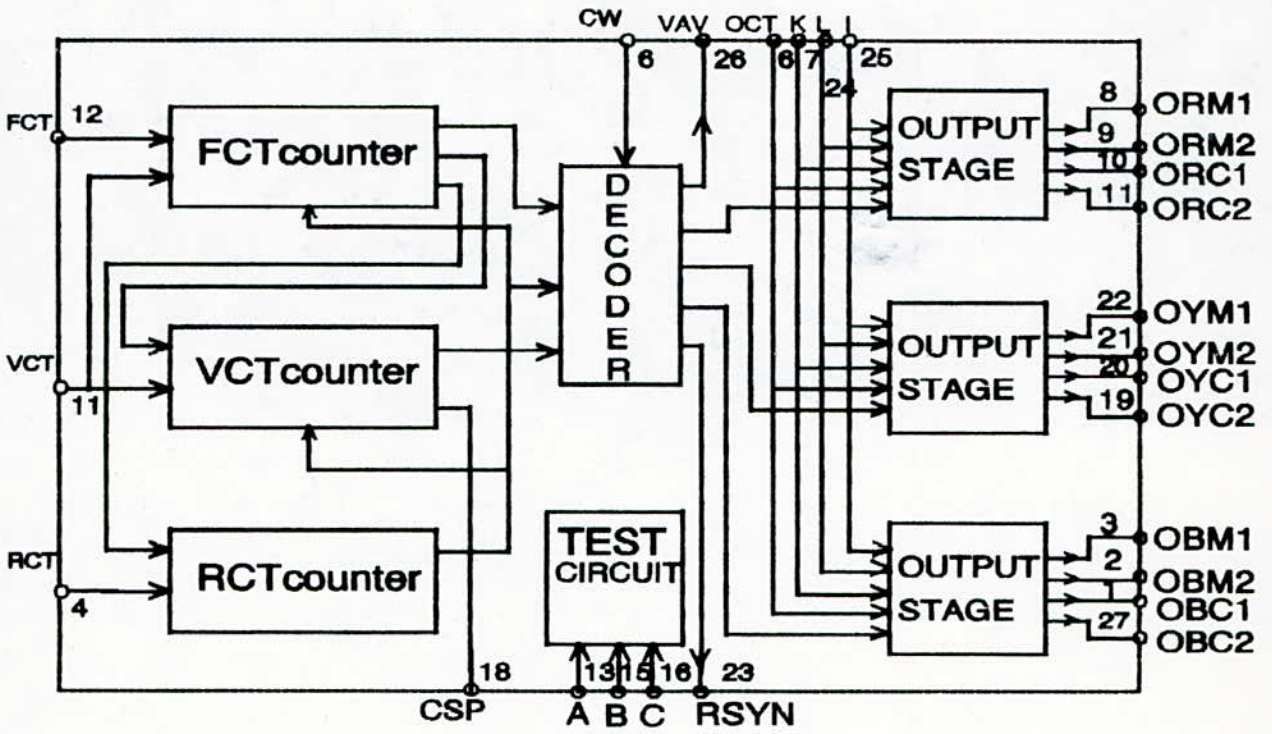 CW VAV OCT K L I
6 26 6 7 24 25
FCT 12
FCTcounter
VCT 11
VCTcounter
RCT 4
RCTcounter
DECODER
TEST
CIRCUIT
OUTPUT
STAGE
8 ORM1
9 ORM2
10 ORC1
11 ORC2
OUTPUT
STAGE
22 OYM1
21 OYM2
20 OYC1
19 OYC2
OUTPUT
STAGE
3 OBM1
2 OBM2
1 OBC1
27 OBC2
18 13 15 16 23
CSP A B C RSYN